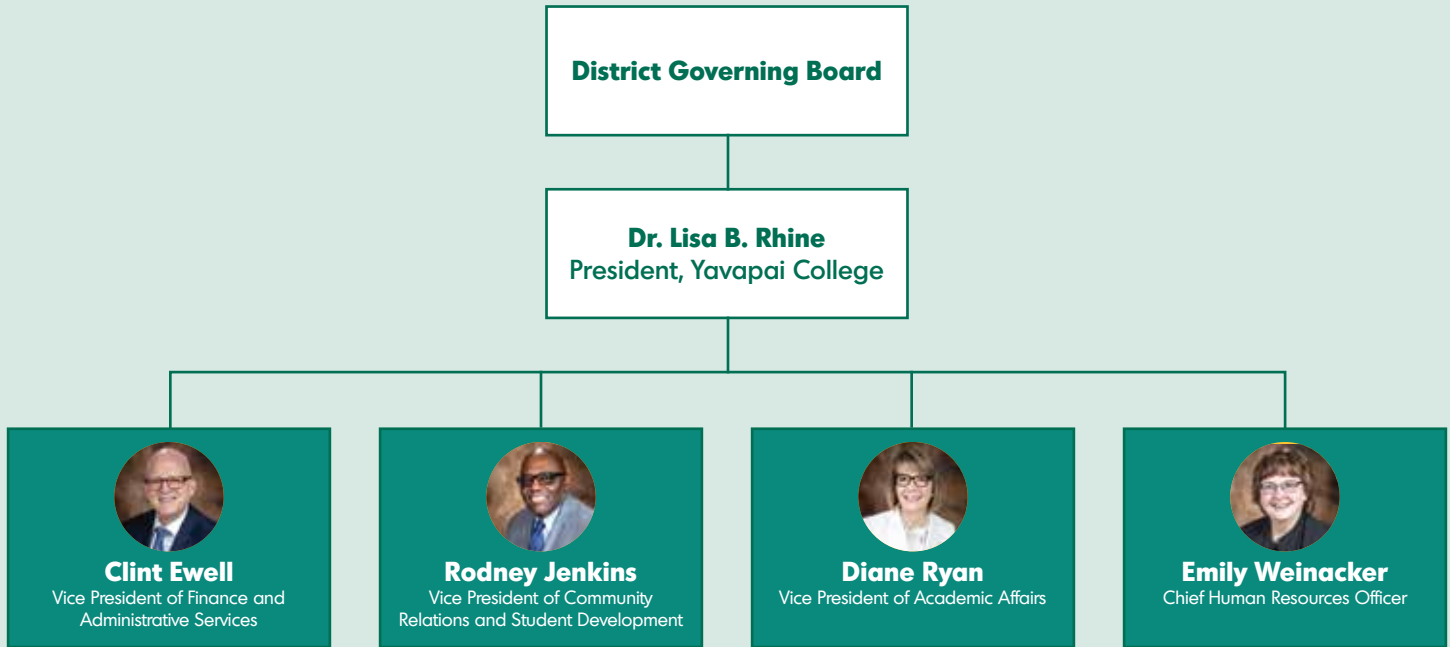 District Governing Board
Dr. Lisa B. Rhine
President, Yavapai College
Clint Ewell
Vice President of Finance and
Administrative Services
Rodney Jenkins
Vice President of Community
Relations and Student Development
Diane Ryan
Vice President of Academic Affairs
Emily Weinacker
Chief Human Resources Officer